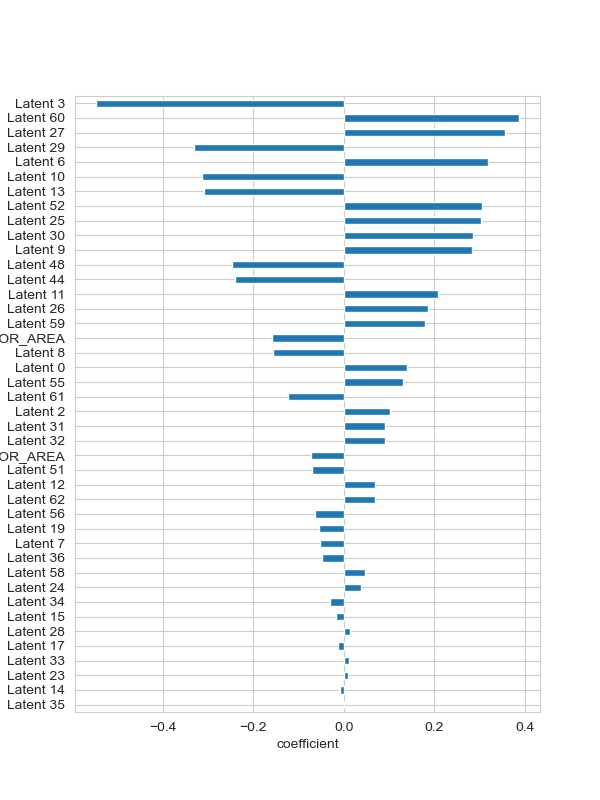 Latent 3
Latent 60
Latent 27
Latent 29
Latent 6
Latent 10
Latent 13
Latent 52
Latent 25
Latent 30
Latent 9
Latent 48
Latent 44
Latent 11
Latent 26
Latent 59
OR_AREA
Latent 8
Latent 0
Latent 55
Latent 61
Latent 2
Latent 31
Latent 32
OR_AREA
Latent 51
Latent 12
Latent 62
Latent 56
Latent 19
Latent 7
Latent 36
Latent 58
Latent 24
Latent 34
Latent 15
Latent 28
Latent 17
Latent 33
Latent 23
Latent 14
Latent 35
−0.4 −0.2 0.0 0.2 0.4
coefficient